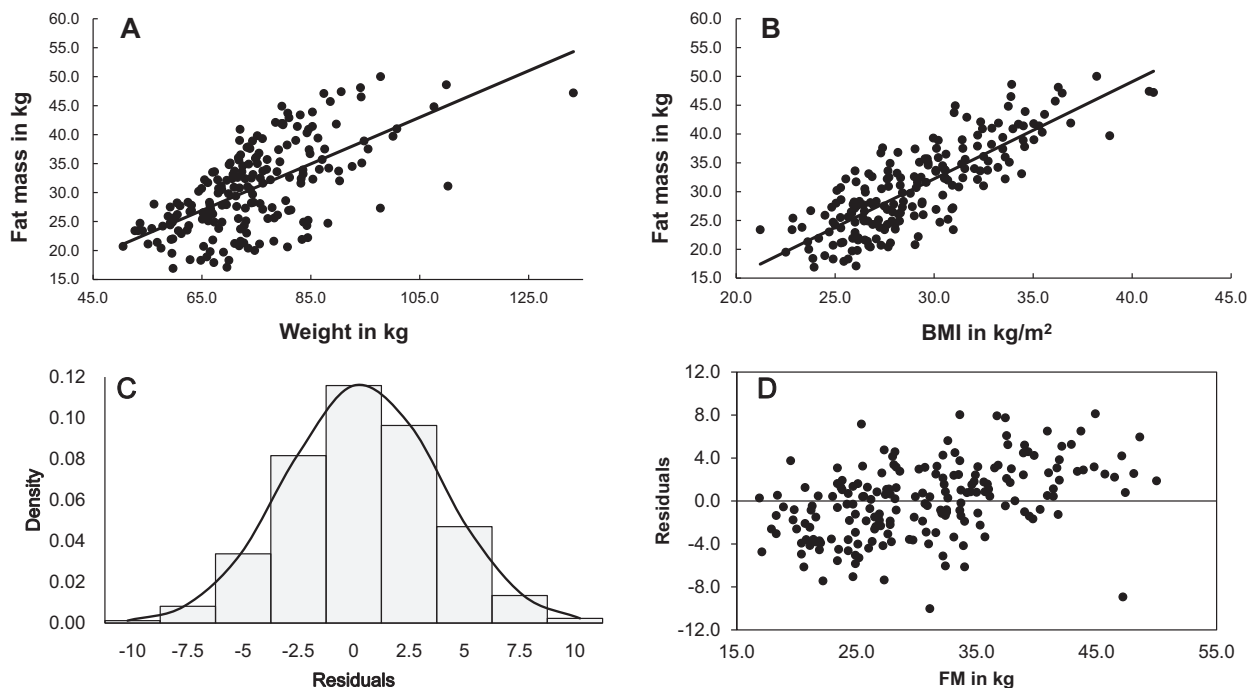 A
60.0
55.0
50.0
45.0
40.0
35.0
30.0
25.0
20.0
15.0
Fat mass in kg
45.0 65.0 85.0 105.0 125.0
Weight in kg
B
60.0
55.0
50.0
45.0
40.0
35.0
30.0
25.0
20.0
15.0
Fat mass in kg
20.0 25.0 30.0 35.0 40.0 45.0
BMI in kg/m²
C
0.12
0.10
0.08
0.06
0.04
0.02
0.00
Density
-10 -7.5 -5 -2.5 0 2.5 5 7.5 10
Residuals
D
12.0
8.0
4.0
0.0
-4.0
-8.0
-12.0
Residuals
15.0 25.0 35.0 45.0 55.0
FM in kg